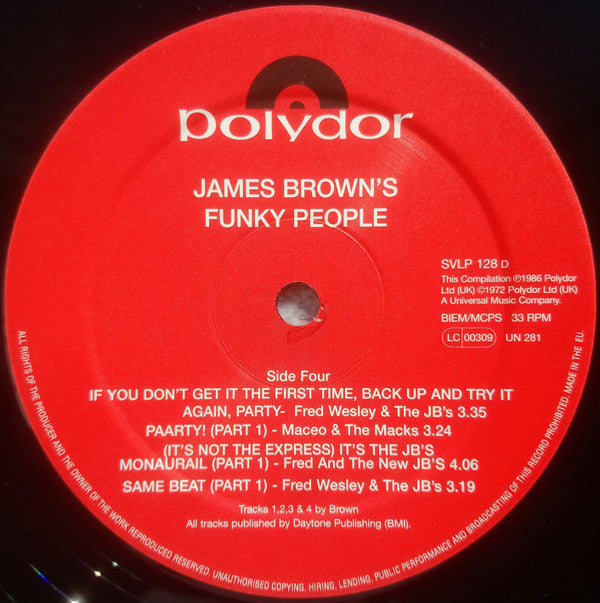 polydor
JAMES BROWN'S
FUNKY PEOPLE
SVLP 128 D
This Compilation ℗1986 Polydor
Ltd (UK) ©1972 Polydor Ltd (UK)
A Universal Music Company.
BIEM/MCPS 33 RPM
LC 00309 UN 281
Side Four
IF YOU DON'T GET IT THE FIRST TIME, BACK UP AND TRY IT
AGAIN, PARTY- Fred Wesley & The JB's 3.35
PAARTY! (PART 1) - Maceo & The Macks 3.24
(IT'S NOT THE EXPRESS) IT'S THE JB'S
MONAURAIL (PART 1) - Fred And The New JB'S 4.06
SAME BEAT (PART 1) - Fred Wesley & The JB's 3.19
Tracks 1,2,3 & 4 by Brown
All tracks published by Daytone Publishing (BMI).
ALL RIGHTS OF THE PRODUCER AND THE OWNER OF THE WORK REPRODUCED RESERVED. UNAUTHORISED COPYING, HIRING, LENDING, PUBLIC PERFORMANCE AND BROADCASTING OF THIS RECORD PROHIBITED. MADE IN THE EU.